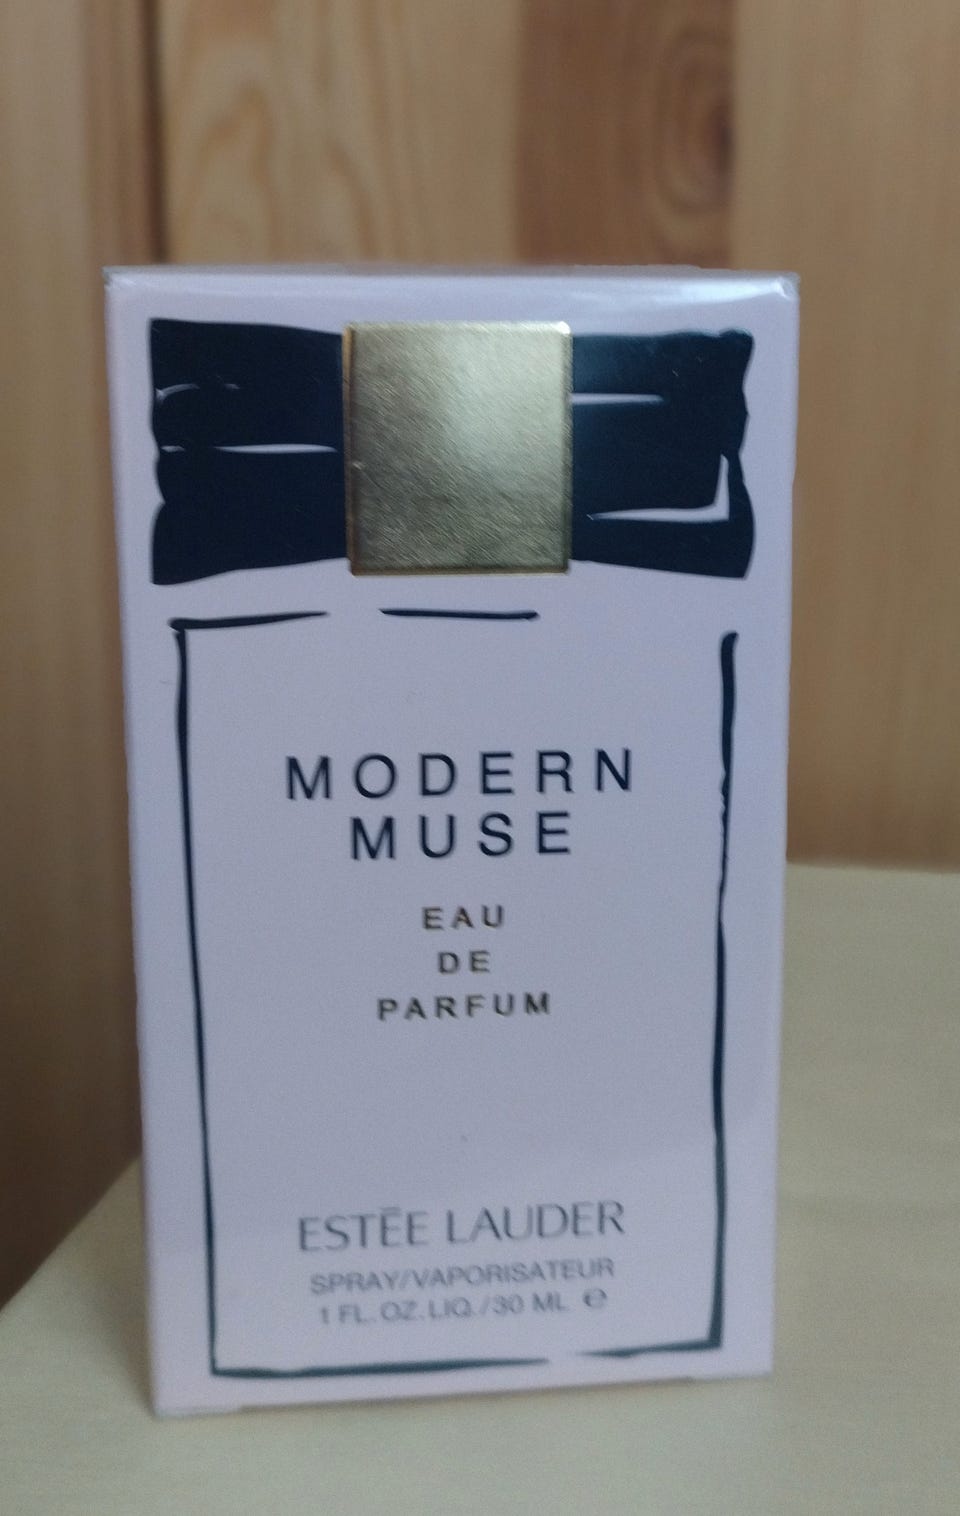 MODERN
MUSE
EAU
DE
PARFUM
ESTĒE LAUDER
SPRAY/VAPORISATEUR
1 FL.OZ.LIQ./30 ML ℮